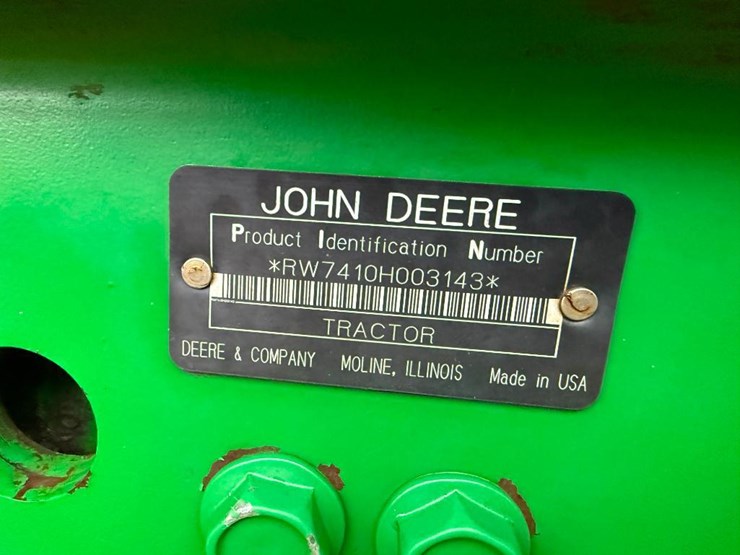 JOHN DEERE
Product Identification Number
*RW7410H003143*
TRACTOR
DEERE & COMPANY MOLINE, ILLINOIS Made in USA